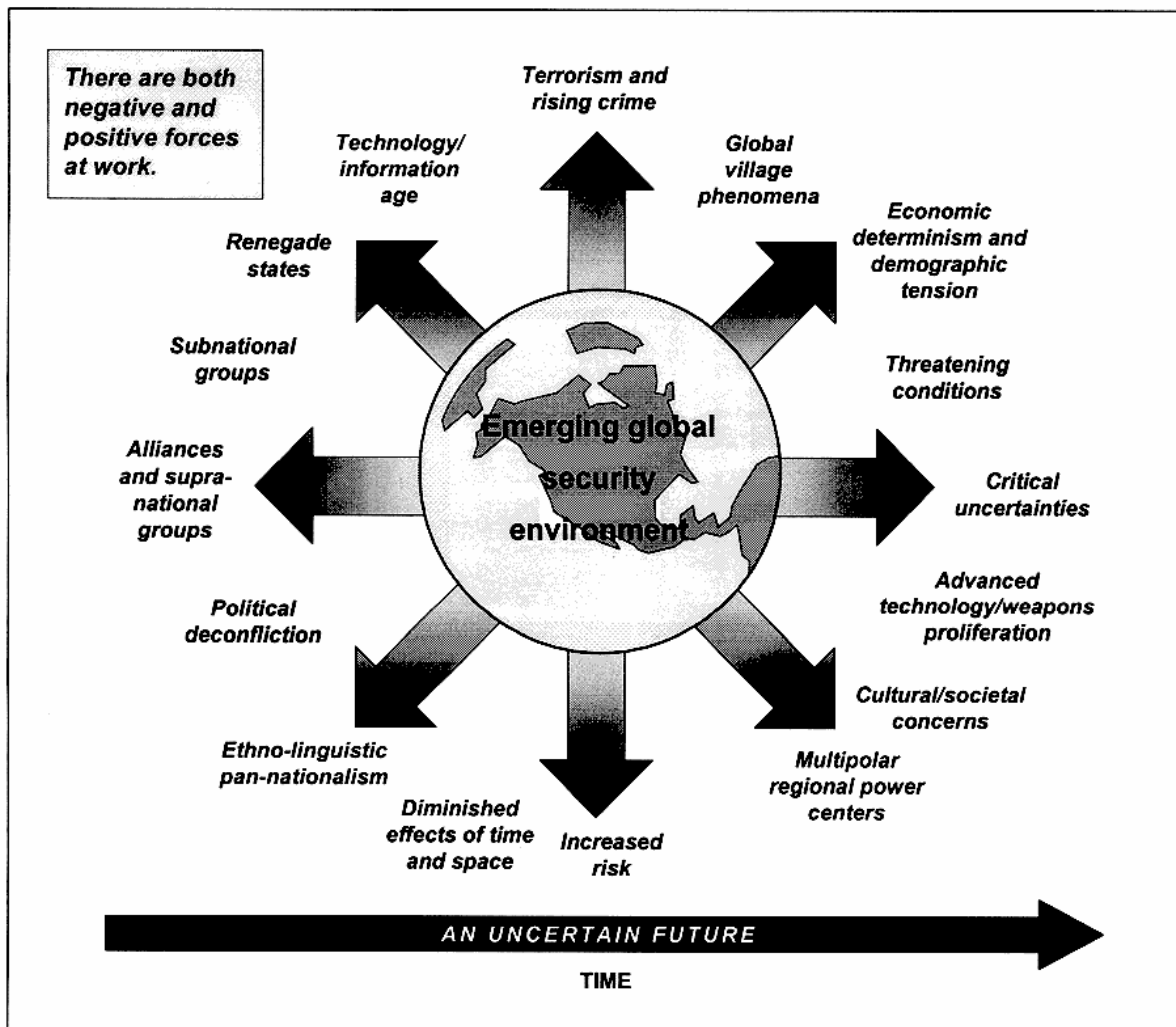 There are both
negative and
positive forces
at work.
Terrorism and
rising crime
Technology/
information
age
Global
village
phenomena
Renegade
states
Economic
determinism and
demographic
tension
Subnational
groups
Threatening
conditions
Emerging global
security
environment
Alliances
and supra-
national
groups
Critical
uncertainties
Political
deconfliction
Advanced
technology/weapons
proliferation
Cultural/societal
concerns
Ethno-linguistic
pan-nationalism
Multipolar
regional power
centers
Diminished
effects of time
and space
Increased
risk
AN UNCERTAIN FUTURE
TIME